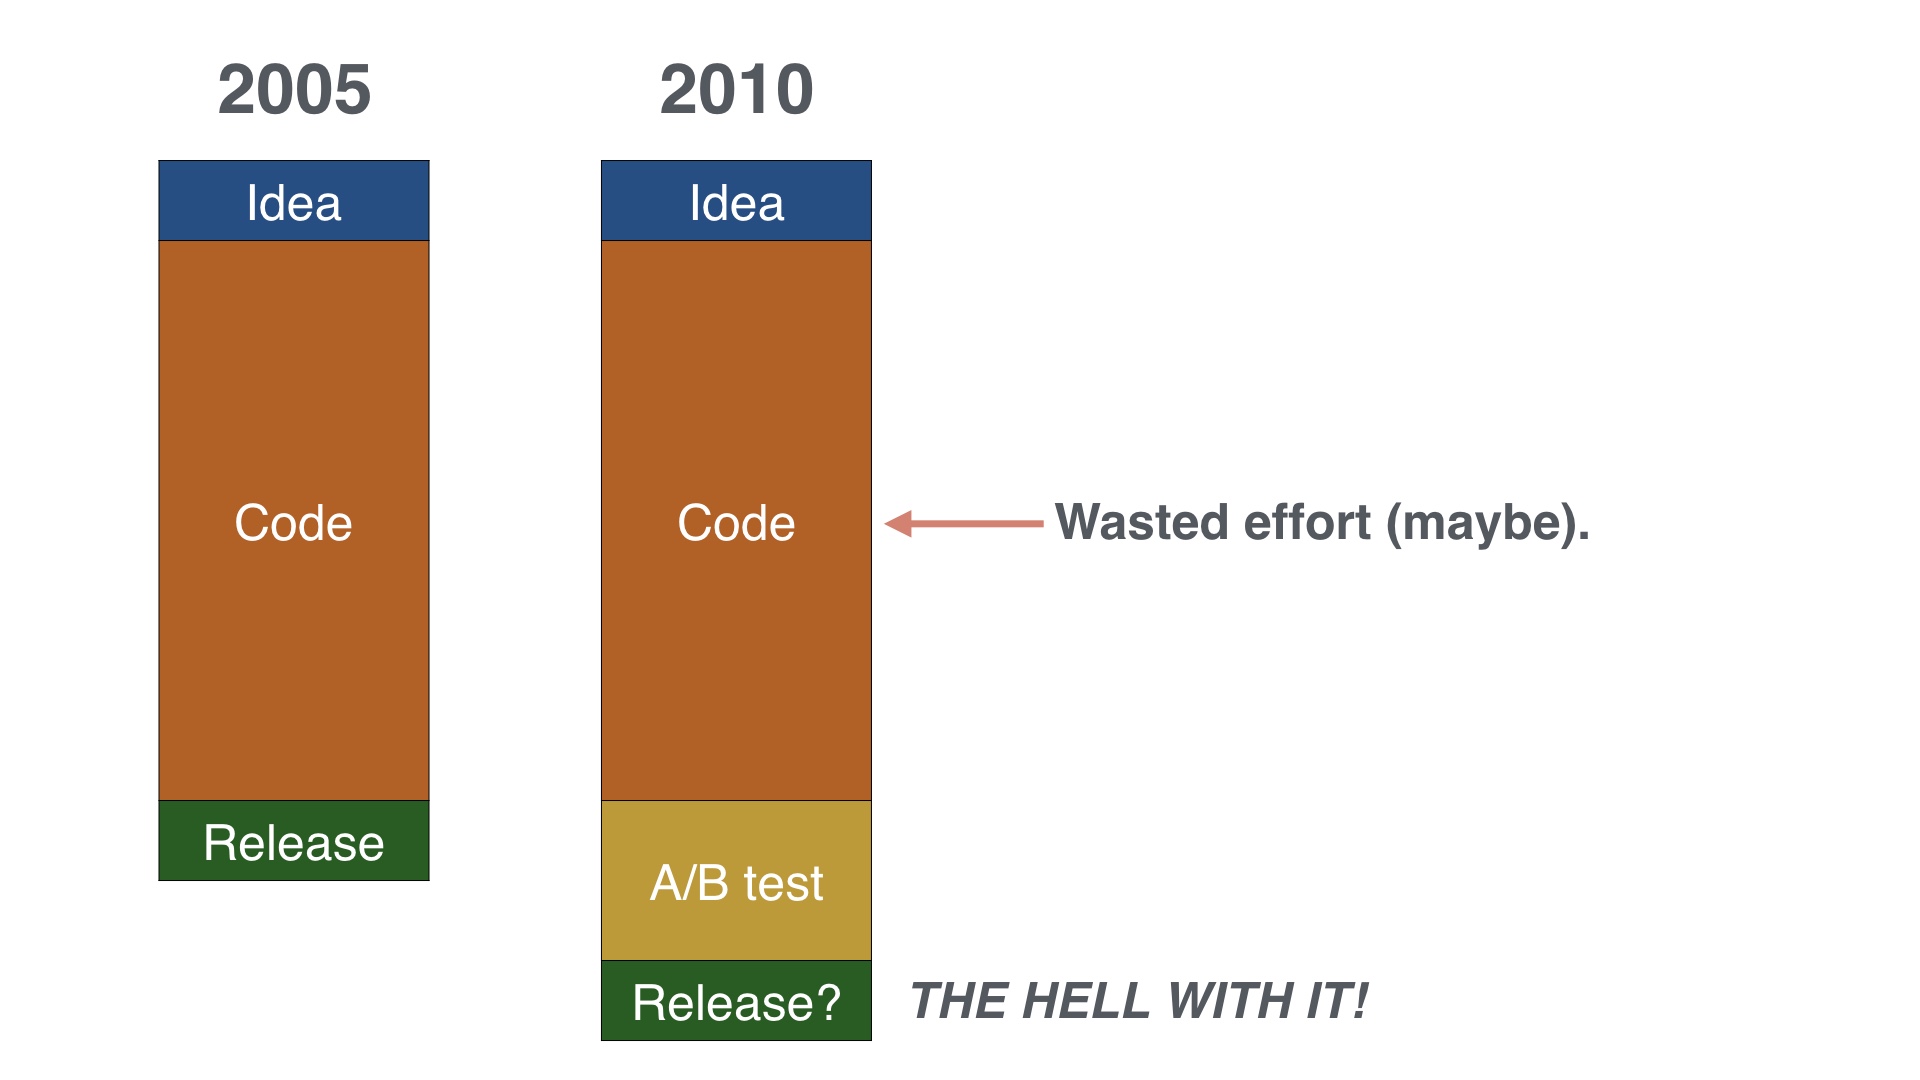 2005
2010
Idea
Idea
Code
Code
Wasted effort (maybe).
Release
A/B test
Release?
THE HELL WITH IT!